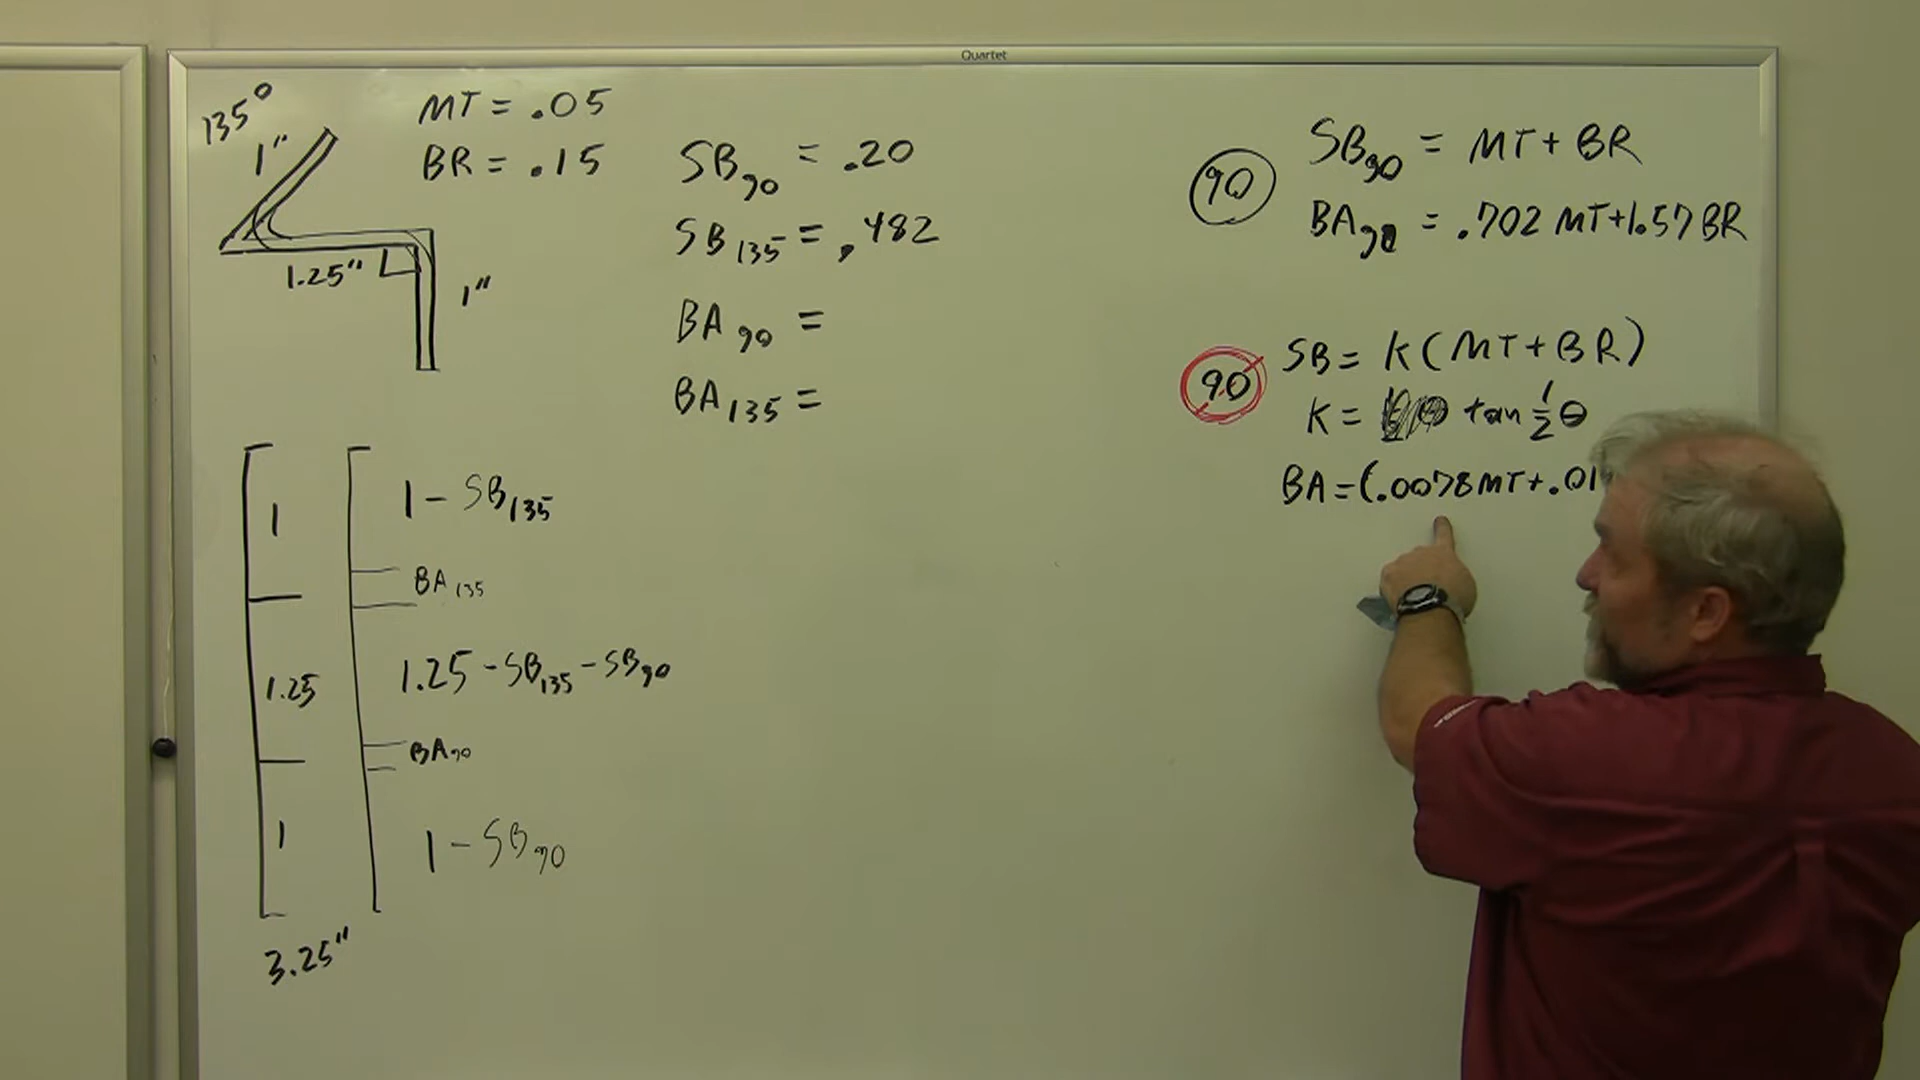 Quartet
135°
1"
1.25"
1"
MT = .05
BR = .15
SB90 = .20
SB135 = .482
BA90 =
BA135 =
90
SB90 = MT + BR
BA90 = .702 MT + 1.57 BR
90
SB = K(MT + BR)
K = tan 1/2 θ
BA = (.0078MT + .01
1
1.25
1
3.25"
1 - SB135
BA135
1.25 - SB135 - SB90
BA90
1 - SB90